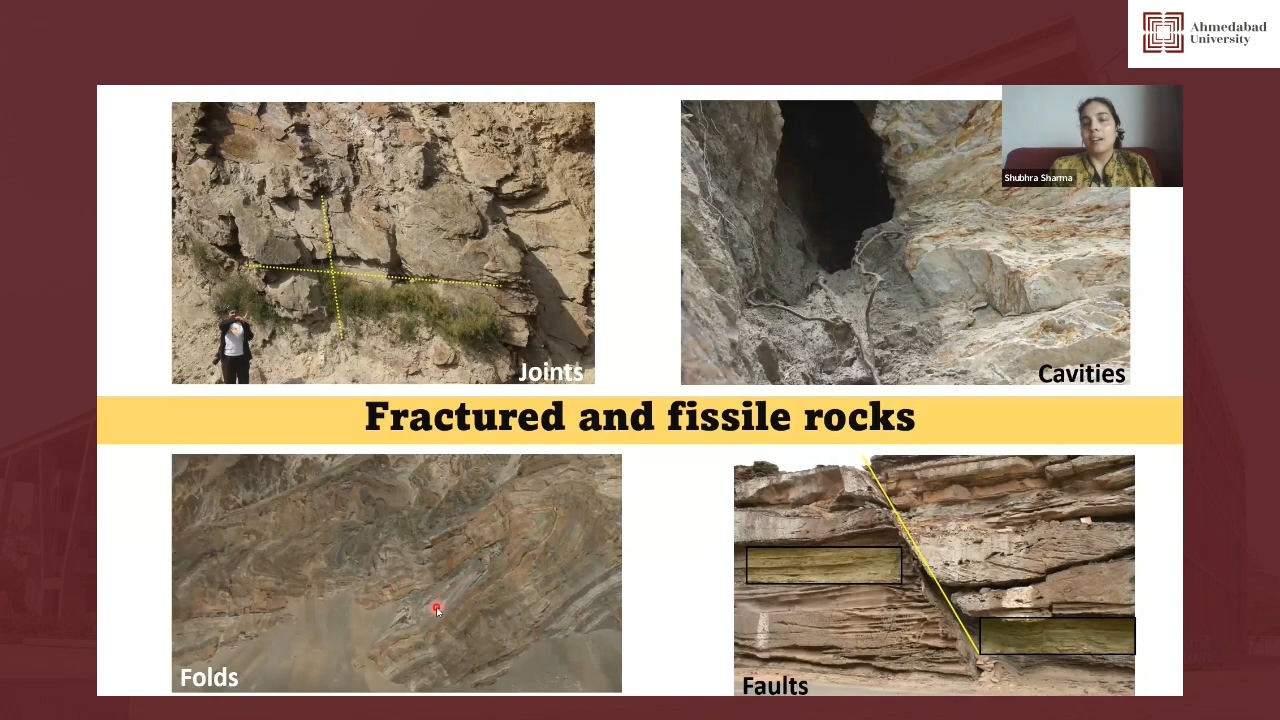 Ahmedabad
University
Shubhra Sharma
Joints
Cavities
Fractured and fissile rocks
Folds
Faults